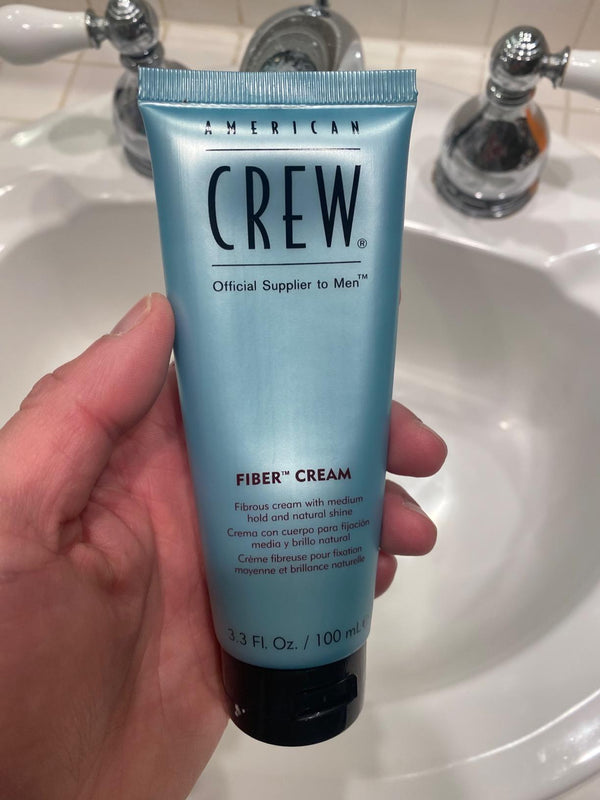 AMERICAN
CREW®
Official Supplier to Men™
FIBER™ CREAM
Fibrous cream with medium
hold and natural shine
Crema con cuerpo para fijación
media y brillo natural
Crème fibreuse pour fixation
moyenne et brillance naturelle
3.3 Fl. Oz. / 100 mL